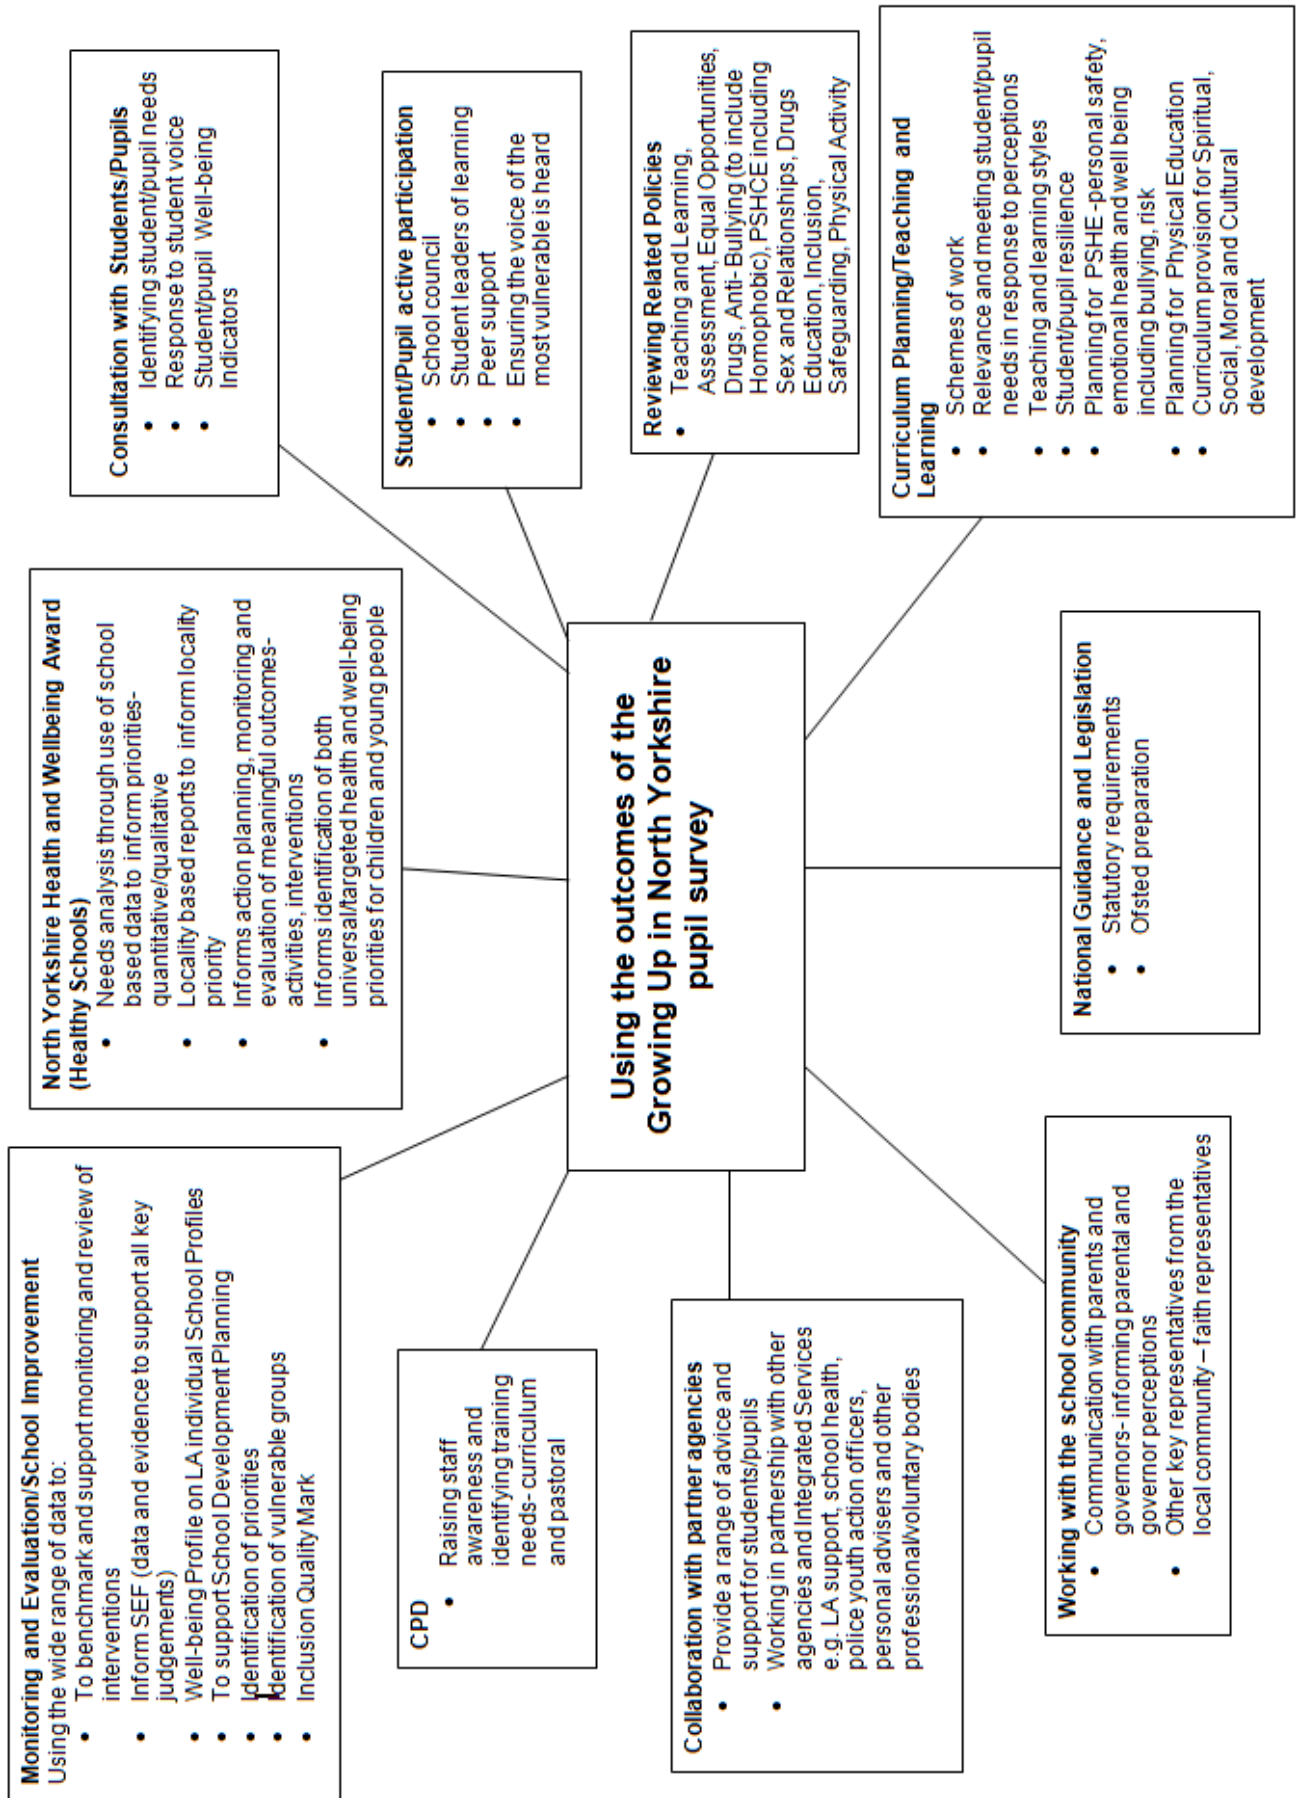 Monitoring and Evaluation/School Improvement
Using the wide range of data to:
• To benchmark and support monitoring and review of
interventions
• Inform SEF (data and evidence to support all key
judgements)
• Well-being Profile on LA individual School Profiles
• To support School Development Planning
• Identification of priorities
• Identification of vulnerable groups
• Inclusion Quality Mark
North Yorkshire Health and Wellbeing Award
(Healthy Schools)
• Needs analysis through use of school
based data to inform priorities-
quantitative/qualitative
• Locality based reports to inform locality
priority
• Informs action planning, monitoring and
evaluation of meaningful outcomes-
activities, interventions
• Informs identification of both
universal/targeted health and well-being
priorities for children and young people
Consultation with Students/Pupils
• Identifying student/pupil needs
• Response to student voice
• Student/pupil Well-being
Indicators
Student/Pupil active participation
• School council
• Student leaders of learning
• Peer support
• Ensuring the voice of the
most vulnerable is heard
CPD
• Raising staff
awareness and
identifying training
needs- curriculum
and pastoral
Using the outcomes of the
Growing Up in North Yorkshire
pupil survey
Reviewing Related Policies
• Teaching and Learning,
Assessment, Equal Opportunities,
Drugs, Anti- Bullying (to include
Homophobic), PSHCE including
Sex and Relationships, Drugs
Education, Inclusion,
Safeguarding, Physical Activity
Collaboration with partner agencies
• Provide a range of advice and
support for students/pupils
• Working in partnership with other
agencies and Integrated Services
e.g. LA support, school health,
police youth action officers,
personal advisers and other
professional/voluntary bodies
Curriculum Planning/Teaching and
Learning
• Schemes of work
• Relevance and meeting student/pupil
needs in response to perceptions
• Teaching and learning styles
• Student/pupil resilience
• Planning for PSHE -personal safety,
emotional health and well being
including bullying, risk
• Planning for Physical Education
• Curriculum provision for Spiritual,
Social, Moral and Cultural
development
Working with the school community
• Communication with parents and
governors- informing parental and
governor perceptions
• Other key representatives from the
local community – faith representatives
National Guidance and Legislation
• Statutory requirements
• Ofsted preparation